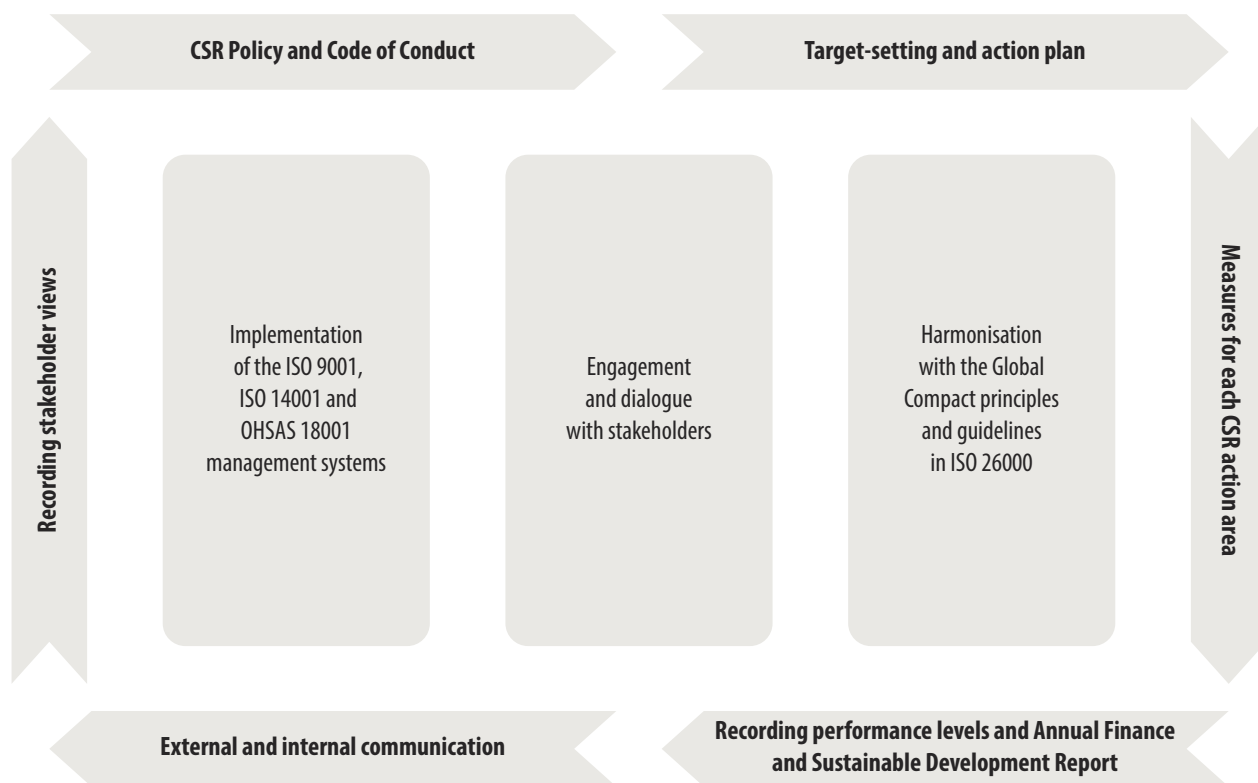 CSR Policy and Code of Conduct
Target-setting and action plan
Recording stakeholder views
Implementation
of the ISO 9001,
ISO 14001 and
OHSAS 18001
management systems
Engagement
and dialogue
with stakeholders
Harmonisation
with the Global
Compact principles
and guidelines
in ISO 26000
Measures for each CSR action area
External and internal communication
Recording performance levels and Annual Finance
and Sustainable Development Report